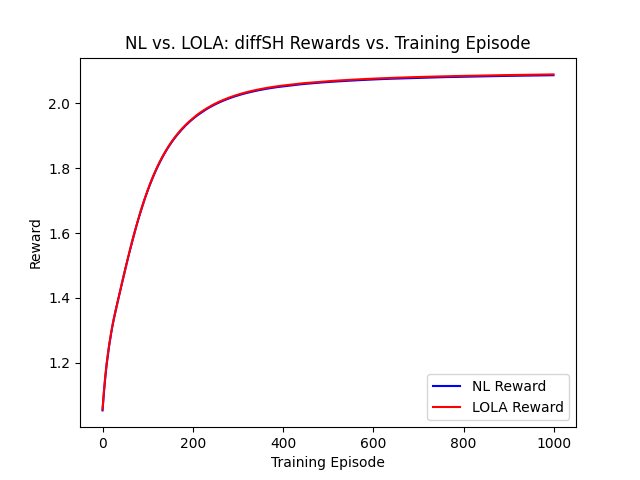 NL vs. LOLA: diffSH Rewards vs. Training Episode
Reward
2.0
1.8
1.6
1.4
1.2
NL Reward
LOLA Reward
0 200 400 600 800 1000
Training Episode